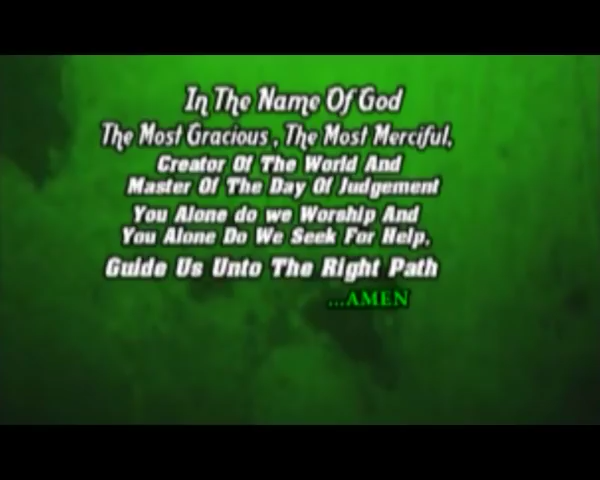 In The Name Of God
The Most Gracious , The Most Merciful,
Creator Of The World And
Master Of The Day Of Judgement
You Alone do we Worship And
You Alone Do We Seek For Help,
Guide Us Unto The Right Path
...AMEN